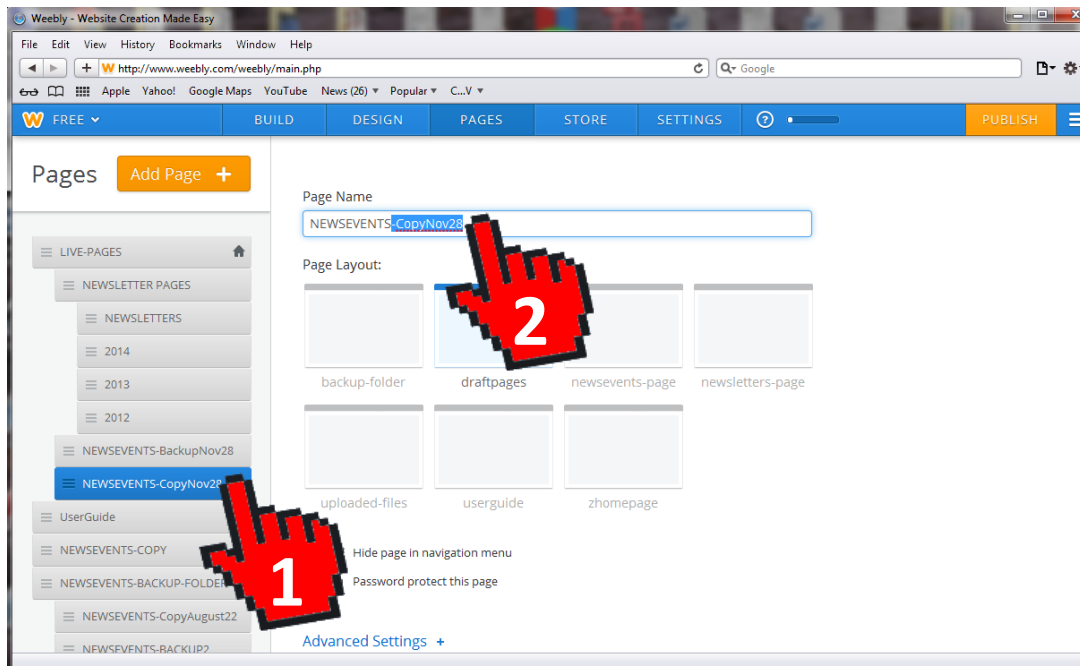 Weebly - Website Creation Made Easy
File Edit View History Bookmarks Window Help
http://www.weebly.com/weebly/main.php
Google
Apple Yahoo! Google Maps YouTube News (26) Popular C...V
W FREE BUILD DESIGN PAGES STORE SETTINGS ? PUBLISH
Pages Add Page +
Page Name
NEWSEVENTS-CopyNov28
LIVE-PAGES
Page Layout:
NEWSLETTER PAGES
NEWSLETTERS
2
2014
backup-folder draftpages newsevents-page newsletters-page
2013
2012
NEWSEVENTS-BackupNov28
NEWSEVENTS-CopyNov28
uploaded-files userguide zhomepage
UserGuide
NEWSEVENTS-COPY
Hide page in navigation menu
NEWSEVENTS-BACKUP-FOLDER
1
Password protect this page
NEWSEVENTS-CopyAugust22
Advanced Settings +
NEWSEVENTS-BACKUP2